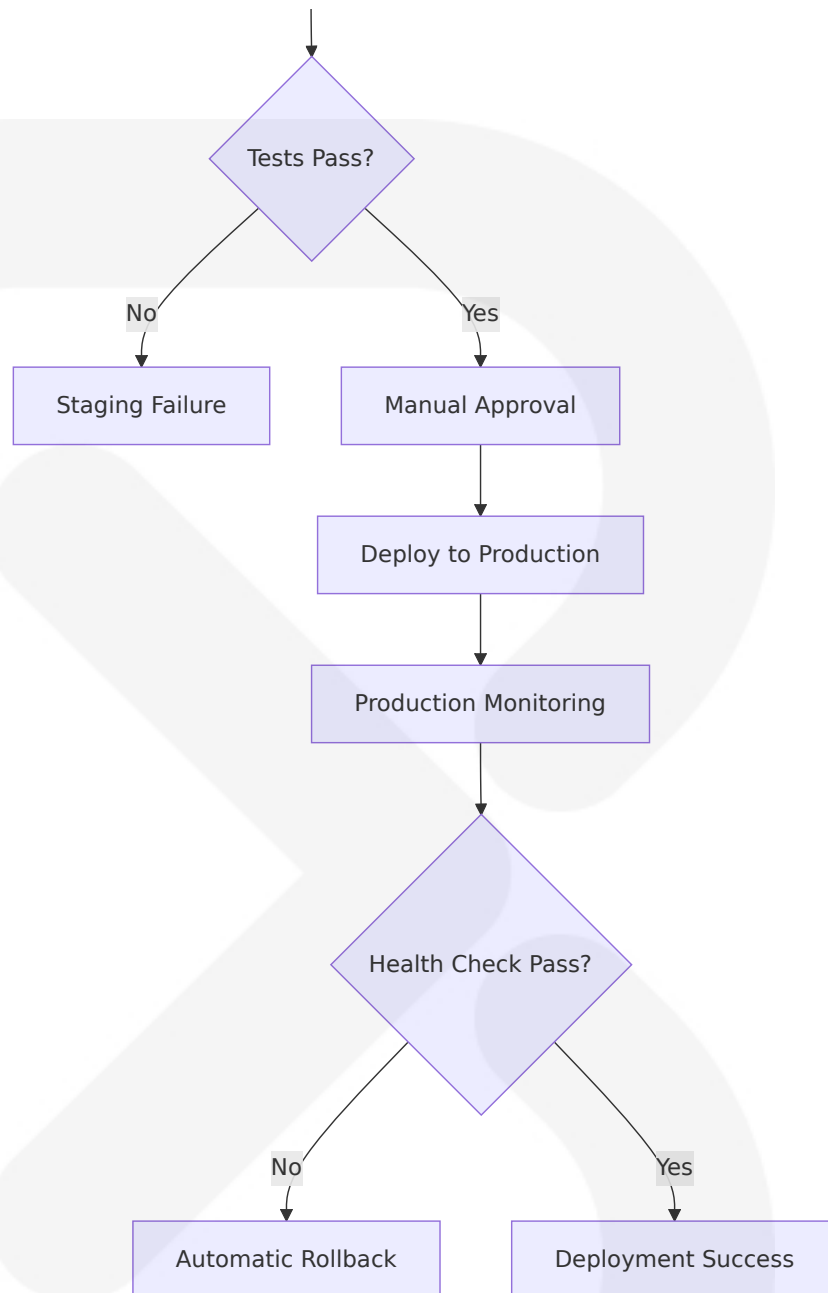 Tests Pass?
No
Yes
Staging Failure
Manual Approval
Deploy to Production
Production Monitoring
Health Check Pass?
No
Yes
Automatic Rollback
Deployment Success